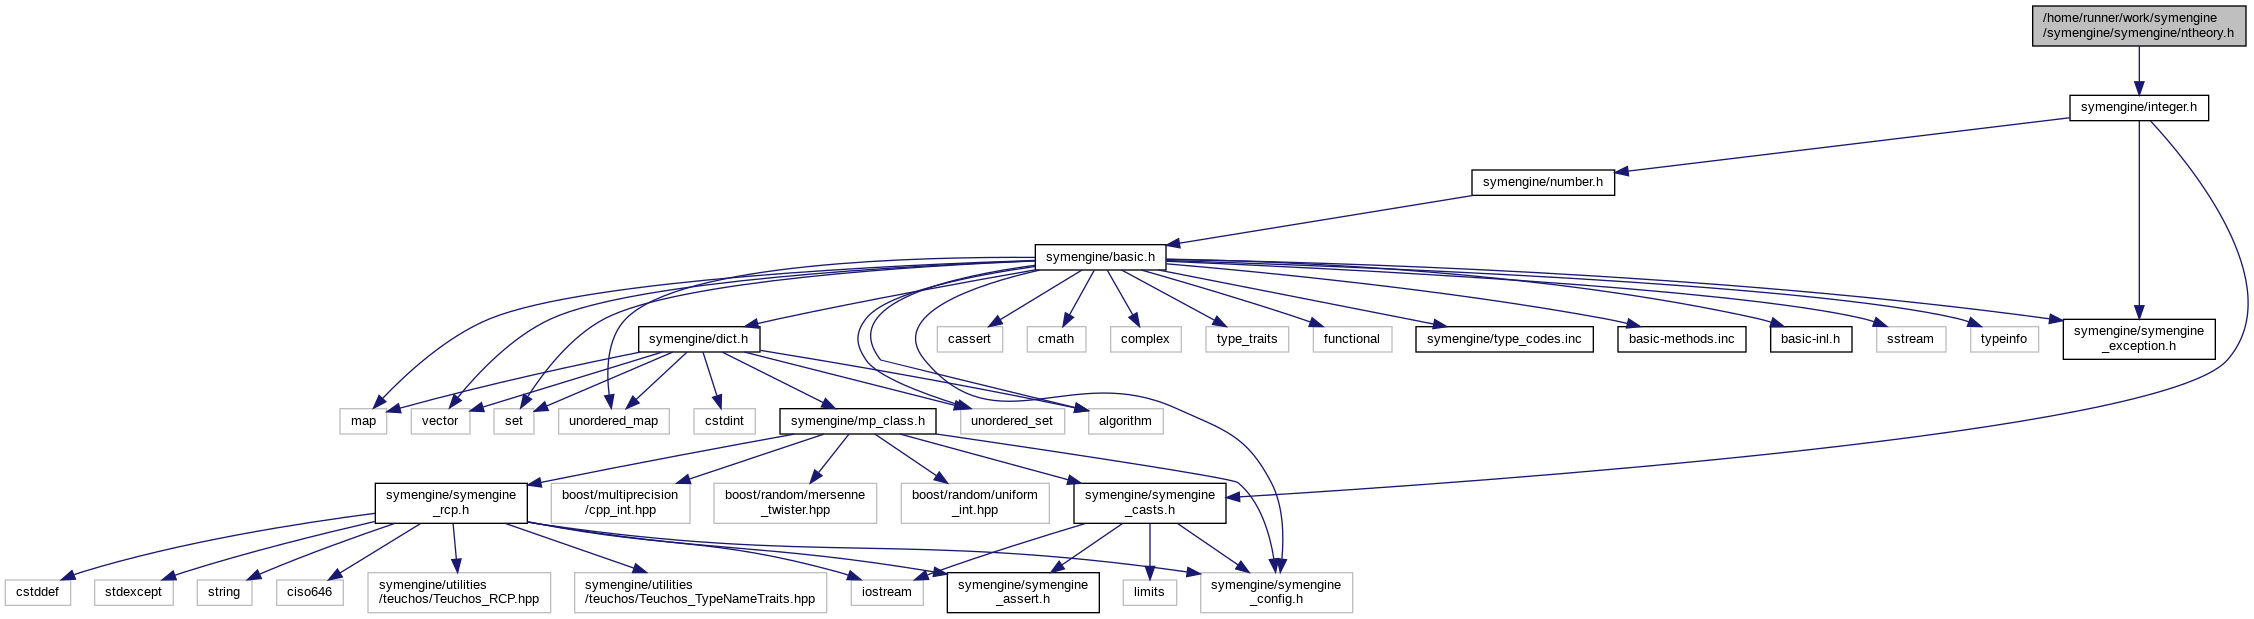 /home/runner/work/symengine
/symengine/symengine/ntheory.h
symengine/integer.h
symengine/number.h
symengine/basic.h
symengine/dict.h
cassert
cmath
complex
type_traits
functional
symengine/type_codes.inc
basic-methods.inc
basic-inl.h
sstream
typeinfo
symengine/symengine
_exception.h
map
vector
set
unordered_map
cstdint
symengine/mp_class.h
unordered_set
algorithm
symengine/symengine
_rcp.h
boost/multiprecision
/cpp_int.hpp
boost/random/mersenne
_twister.hpp
boost/random/uniform
_int.hpp
symengine/symengine
_casts.h
cstddef
stdexcept
string
ciso646
symengine/utilities
/teuchos/Teuchos_RCP.hpp
symengine/utilities
/teuchos/Teuchos_TypeNameTraits.hpp
iostream
symengine/symengine
_assert.h
limits
symengine/symengine
_config.h